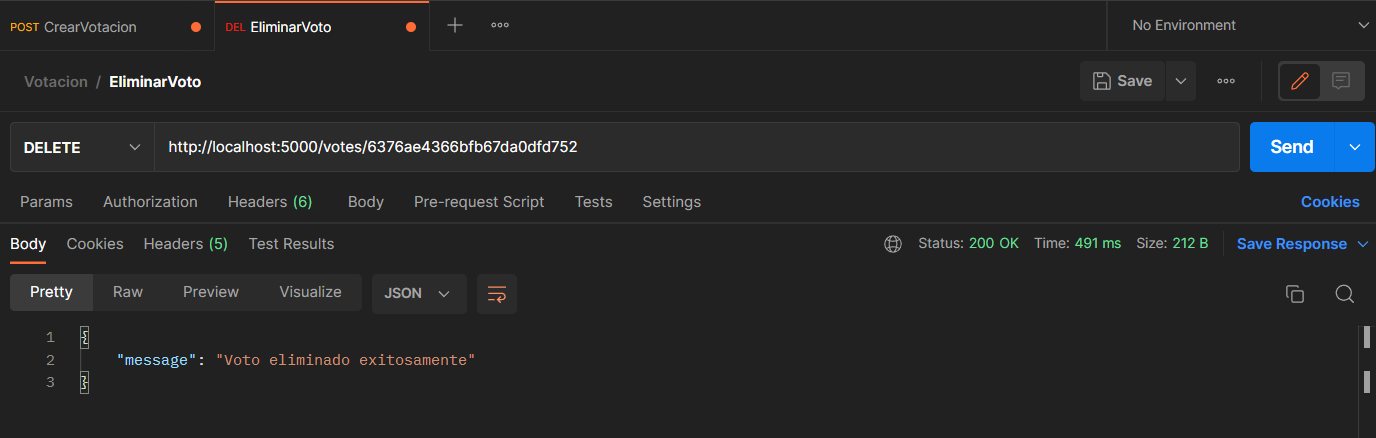 POST CrearVotacion
DEL EliminarVoto
No Environment
Votacion / EliminarVoto
Save
DELETE
http://localhost:5000/votes/6376ae4366bfb67da0dfd752
Send
Params Authorization Headers (6) Body Pre-request Script Tests Settings Cookies
Body Cookies Headers (5) Test Results Status: 200 OK Time: 491 ms Size: 212 B Save Response
Pretty Raw Preview Visualize JSON
1 {
2 "message": "Voto eliminado exitosamente"
3 }